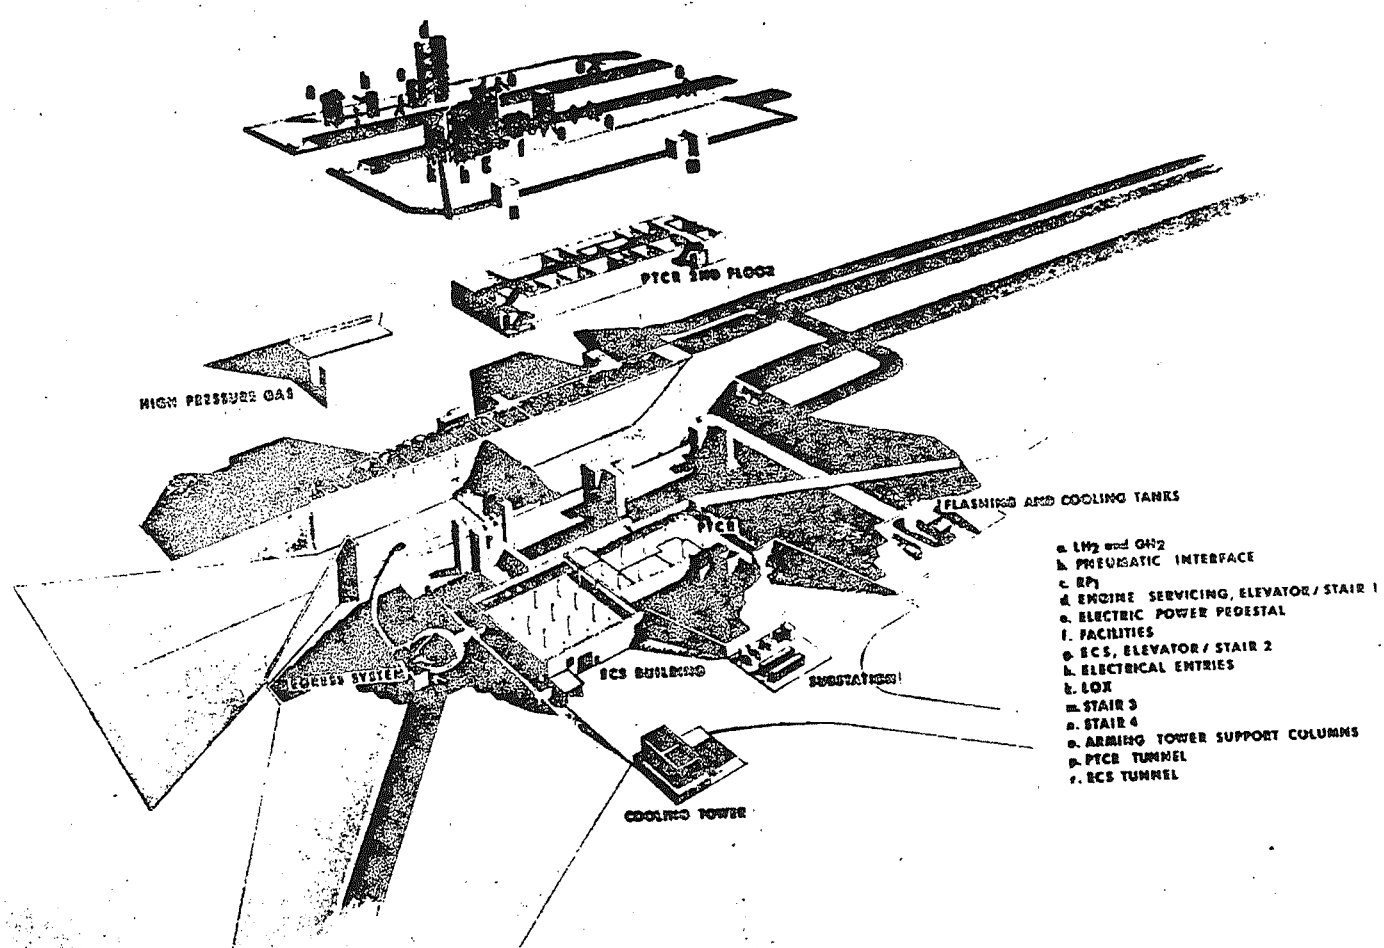 PTCR 2ND FLOOR
HIGH PRESSURE GAS
FLASHING AND COOLING TANKS
PTCR
EGRESS SYSTEM
ECS BUILDING
SUBSTATION
COOLING TOWER
a. LH2 and GH2
b. PNEUMATIC INTERFACE
c. RP1
d. ENGINE SERVICING, ELEVATOR / STAIR 1
e. ELECTRIC POWER PEDESTAL
f. FACILITIES
g. ECS, ELEVATOR / STAIR 2
h. ELECTRICAL ENTRIES
k. LOX
m. STAIR 3
n. STAIR 4
o. ARMING TOWER SUPPORT COLUMNS
p. PTCR TUNNEL
r. ECS TUNNEL